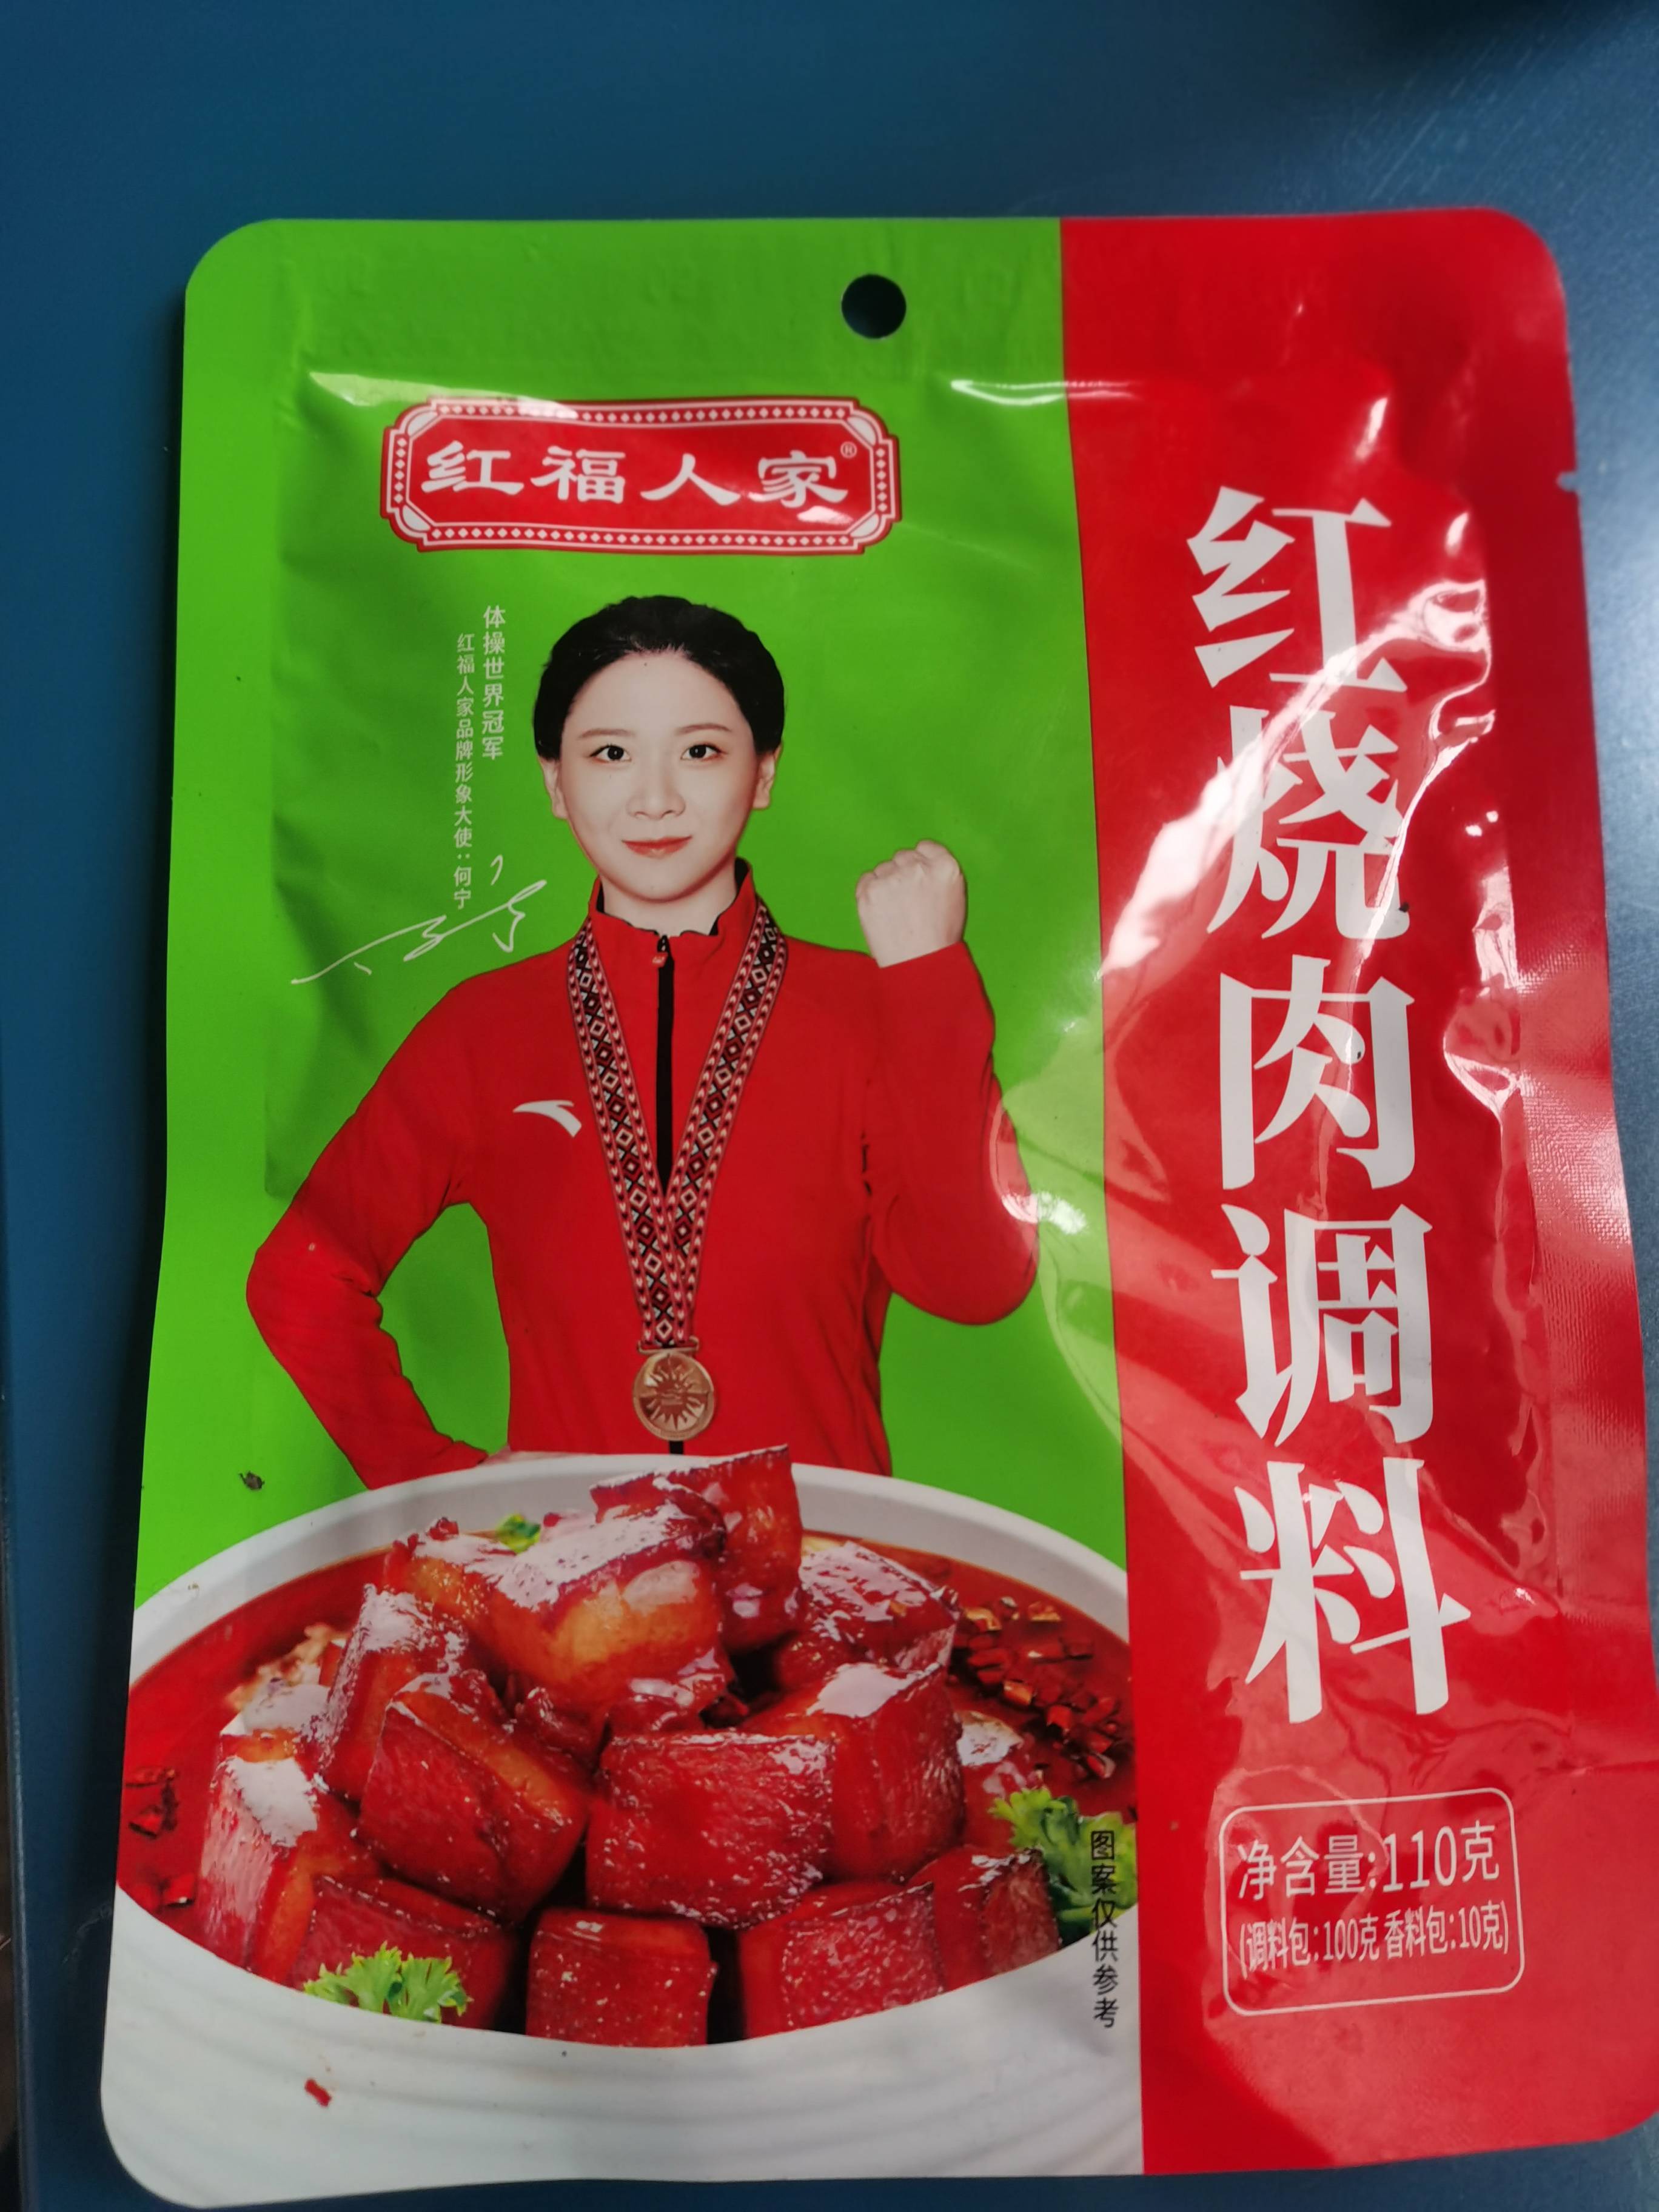 红福人家®
体操世界冠军
红福人家品牌形象大使：何宁
红烧肉调料
净含量:110克
(调料包:100克 香料包:10克)
图案仅供参考